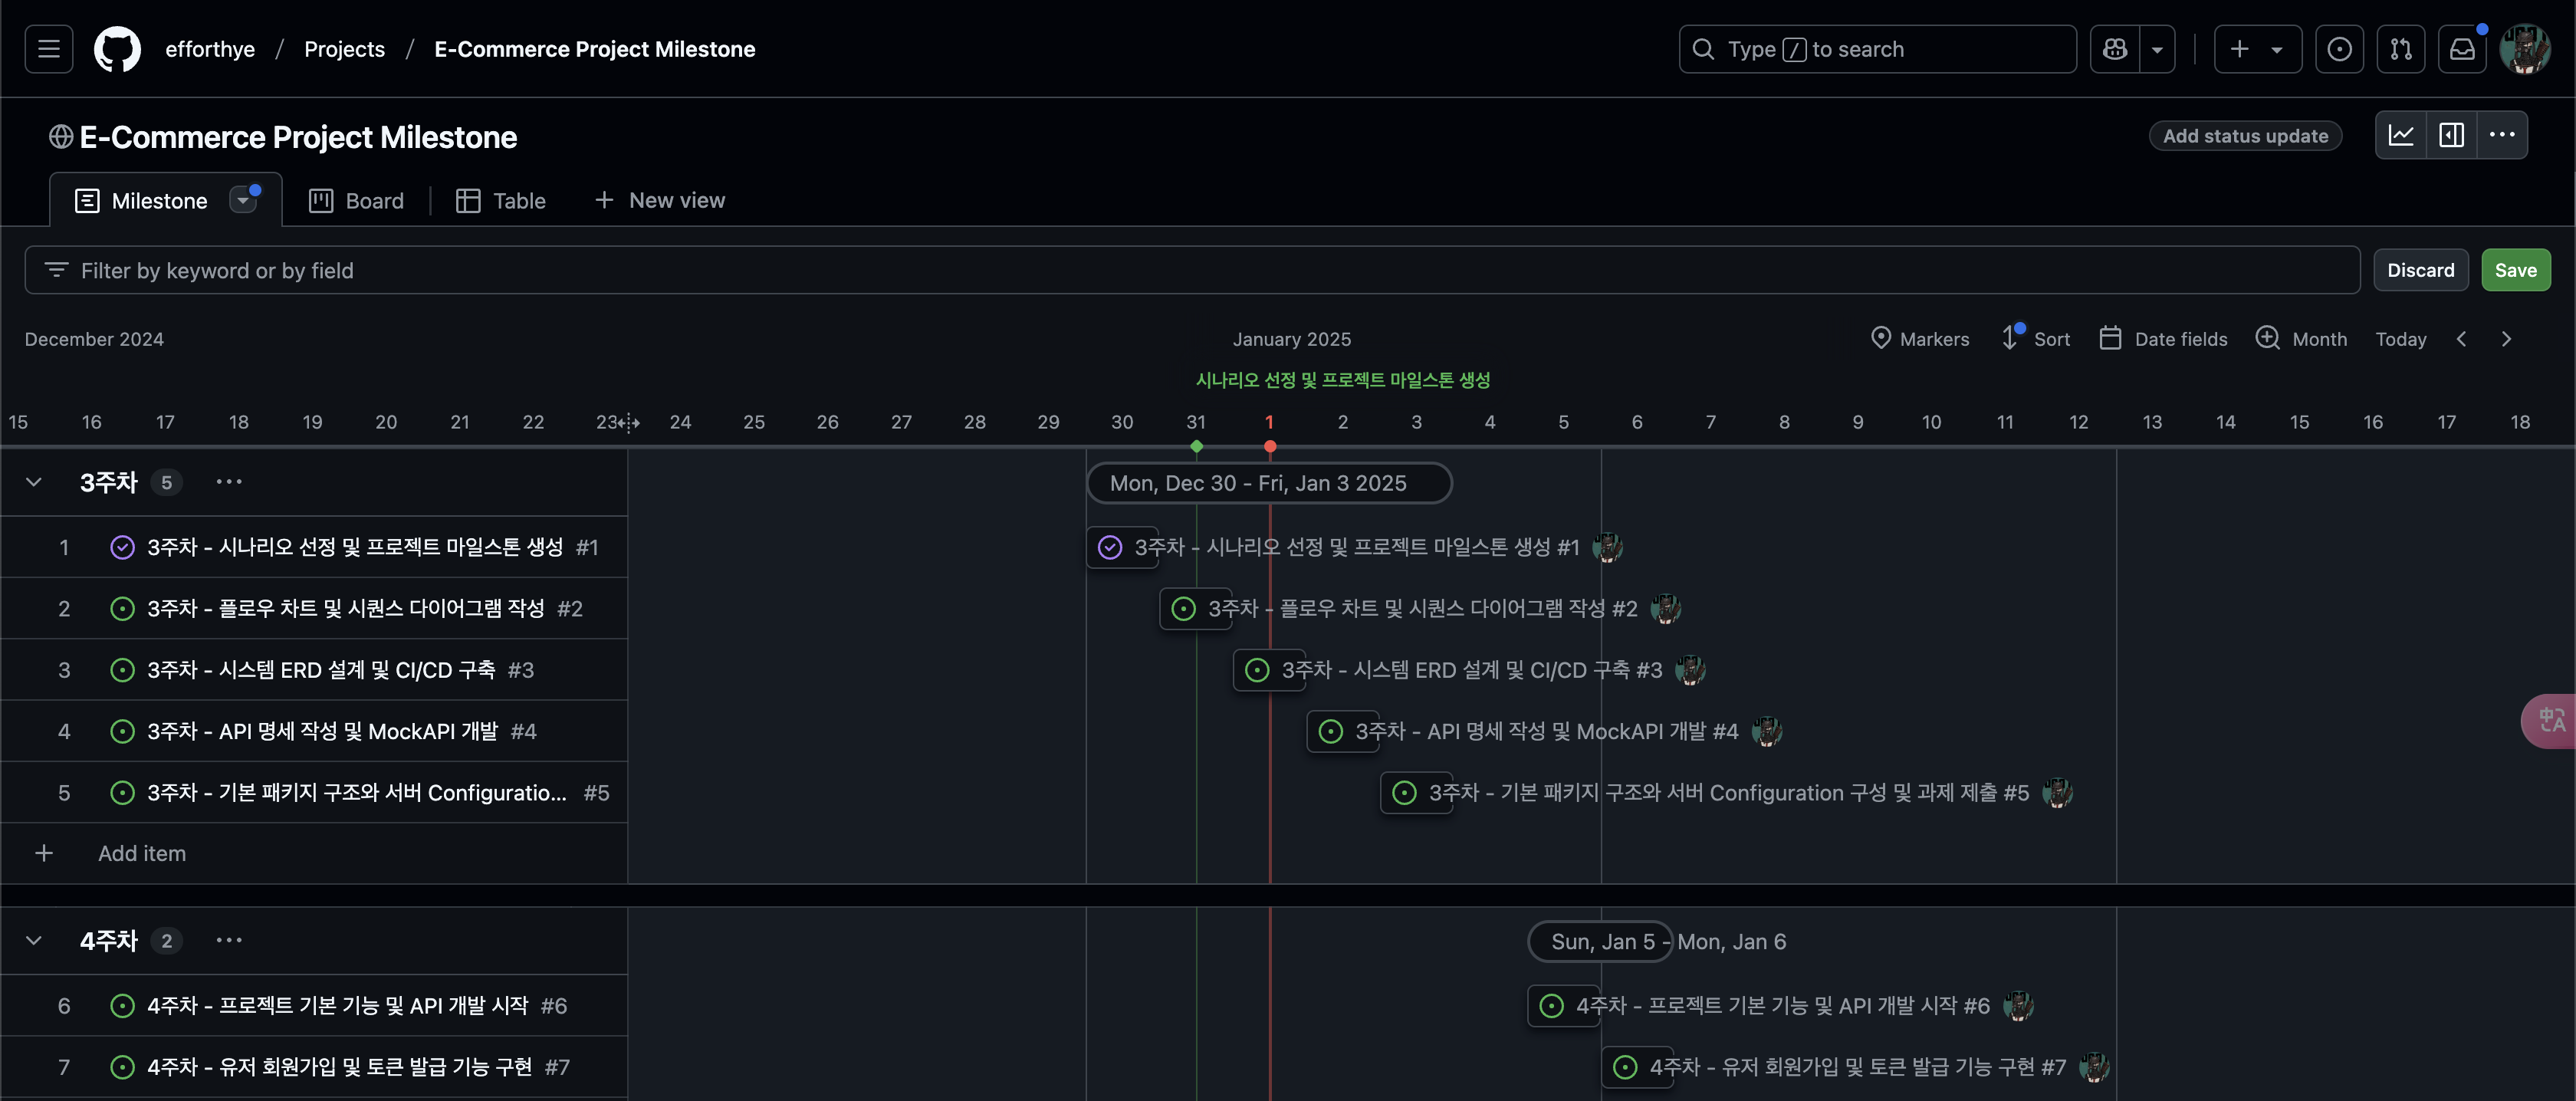 efforthye / Projects / E-Commerce Project Milestone
Type / to search
E-Commerce Project Milestone
Add status update
Milestone
Board
Table
New view
Filter by keyword or by field
Discard
Save
December 2024
January 2025
Markers
Sort
Date fields
Month
Today
시나리오 선정 및 프로젝트 마일스톤 생성
15 16 17 18 19 20 21 22 23 24 25 26 27 28 29 30 31 1 2 3 4 5 6 7 8 9 10 11 12 13 14 15 16 17 18
3주차 5
Mon, Dec 30 - Fri, Jan 3 2025
1 3주차 - 시나리오 선정 및 프로젝트 마일스톤 생성 #1
3주차 - 시나리오 선정 및 프로젝트 마일스톤 생성 #1
2 3주차 - 플로우 차트 및 시퀀스 다이어그램 작성 #2
3주차 - 플로우 차트 및 시퀀스 다이어그램 작성 #2
3 3주차 - 시스템 ERD 설계 및 CI/CD 구축 #3
3주차 - 시스템 ERD 설계 및 CI/CD 구축 #3
4 3주차 - API 명세 작성 및 MockAPI 개발 #4
3주차 - API 명세 작성 및 MockAPI 개발 #4
5 3주차 - 기본 패키지 구조와 서버 Configuratio... #5
3주차 - 기본 패키지 구조와 서버 Configuration 구성 및 과제 제출 #5
Add item
4주차 2
Sun, Jan 5 - Mon, Jan 6
6 4주차 - 프로젝트 기본 기능 및 API 개발 시작 #6
4주차 - 프로젝트 기본 기능 및 API 개발 시작 #6
7 4주차 - 유저 회원가입 및 토큰 발급 기능 구현 #7
4주차 - 유저 회원가입 및 토큰 발급 기능 구현 #7
中A